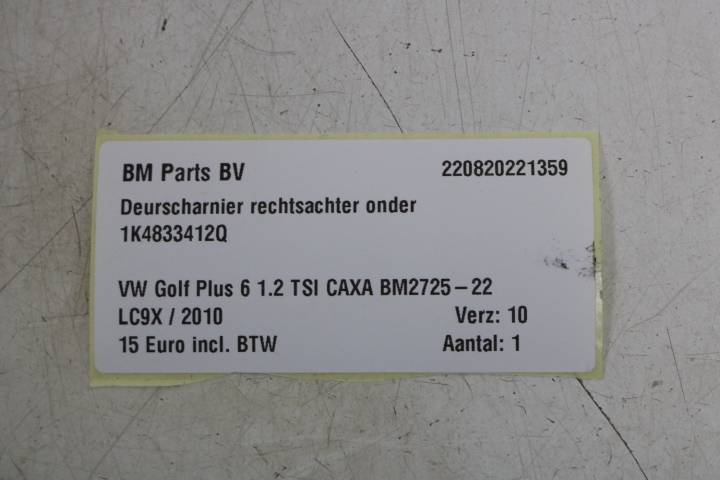 BM Parts BV 220820221359
Deurscharnier rechtsachter onder
1K4833412Q
VW Golf Plus 6 1.2 TSI CAXA BM2725-22
LC9X / 2010 Verz: 10
15 Euro incl. BTW Aantal: 1